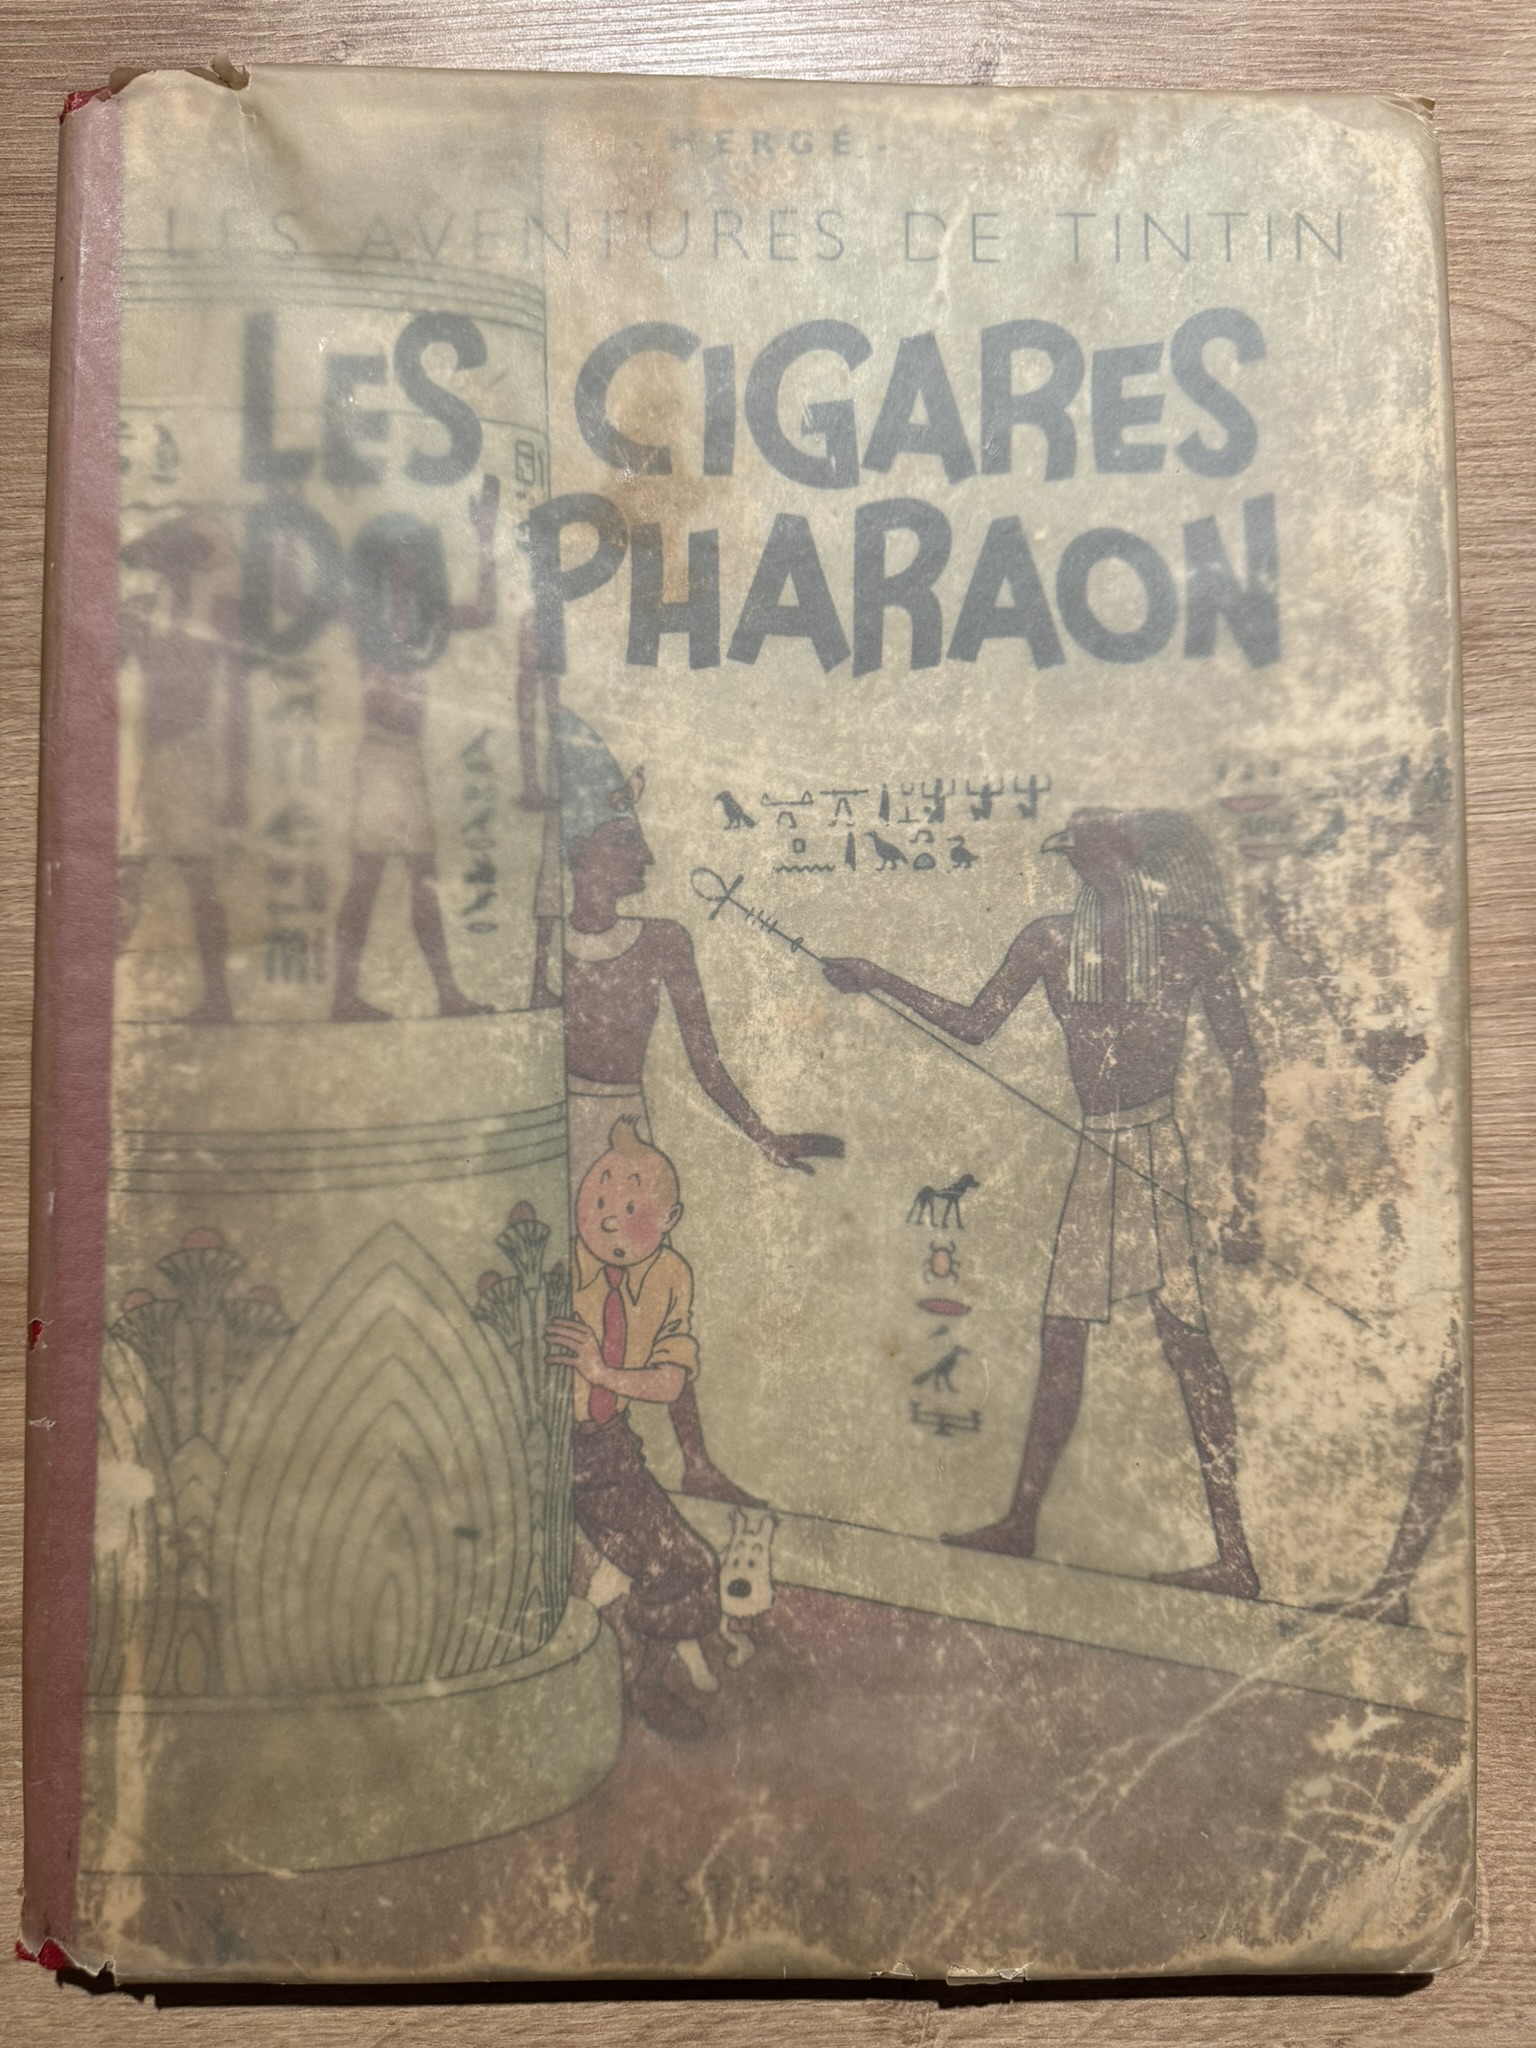 HERGÉ
LES AVENTURES DE TINTIN
LES CIGARES
DU PHARAON
CASTERMAN